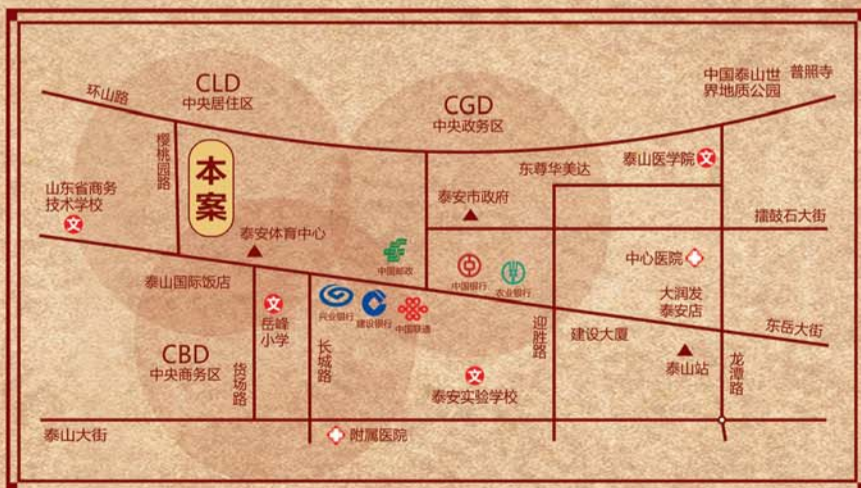 CLD
中央居住区
CGD
中央政务区
中国泰山世
界地质公园
普照寺
环山路
樱桃园路
本案
东尊华美达
泰山医学院
文
山东省商务
技术学校
文
泰安市政府
擂鼓石大街
泰安体育中心
中国邮政
中国银行
农业银行
中心医院
泰山国际饭店
文
岳峰
小学
兴业银行
建设银行
中国联通
大润发
泰安店
迎胜路
建设大厦
东岳大街
CBD
中央商务区
货场路
长城路
文
泰安实验学校
泰山站
龙潭路
泰山大街
附属医院